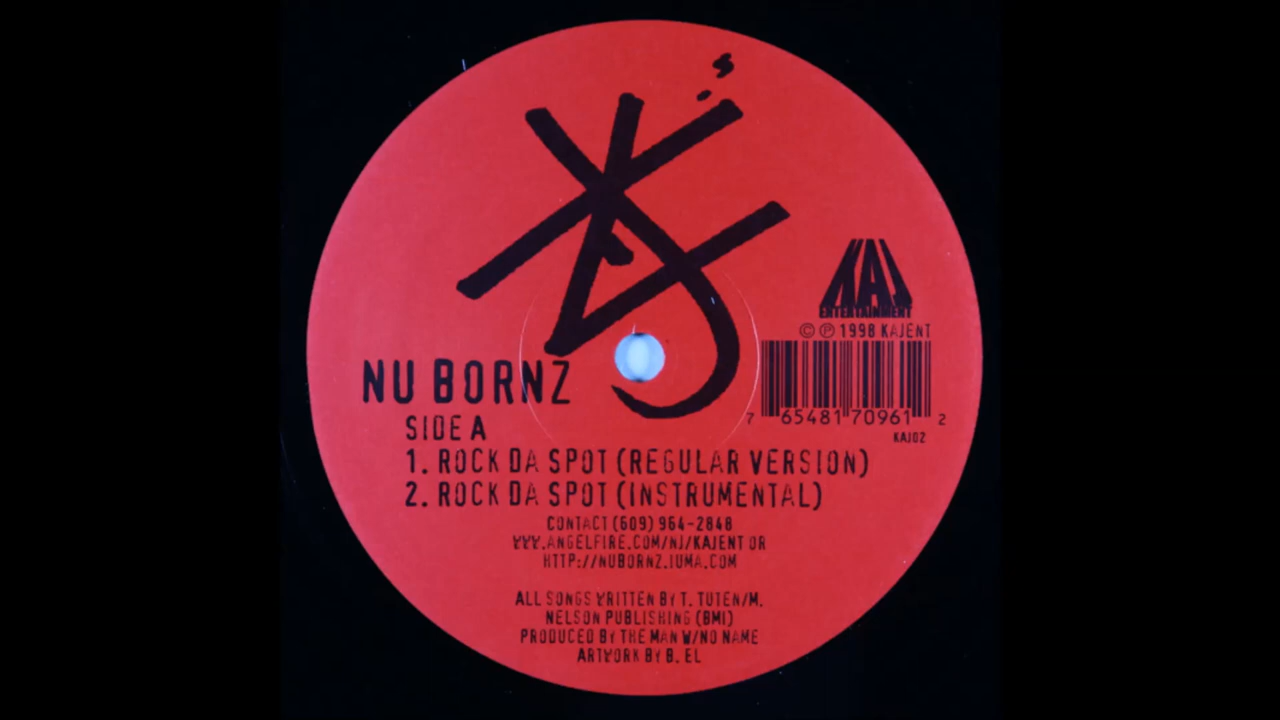 KAJ
ENTERTAINMENT
© ℗ 1998 KAJENT
7 65481 70961 2
KAJ02
NU BORNZ
SIDE A
1. ROCK DA SPOT (REGULAR VERSION)
2. ROCK DA SPOT (INSTRUMENTAL)
CONTACT (609) 964-2848
WWW.ANGELFIRE.COM/NJ/KAJENT OR
HTTP://NUBORNZ.IUMA.COM
ALL SONGS WRITTEN BY T. TUTEN/M.
NELSON PUBLISHING (BMI)
PRODUCED BY THE MAN W/NO NAME
ARTWORK BY B. EL